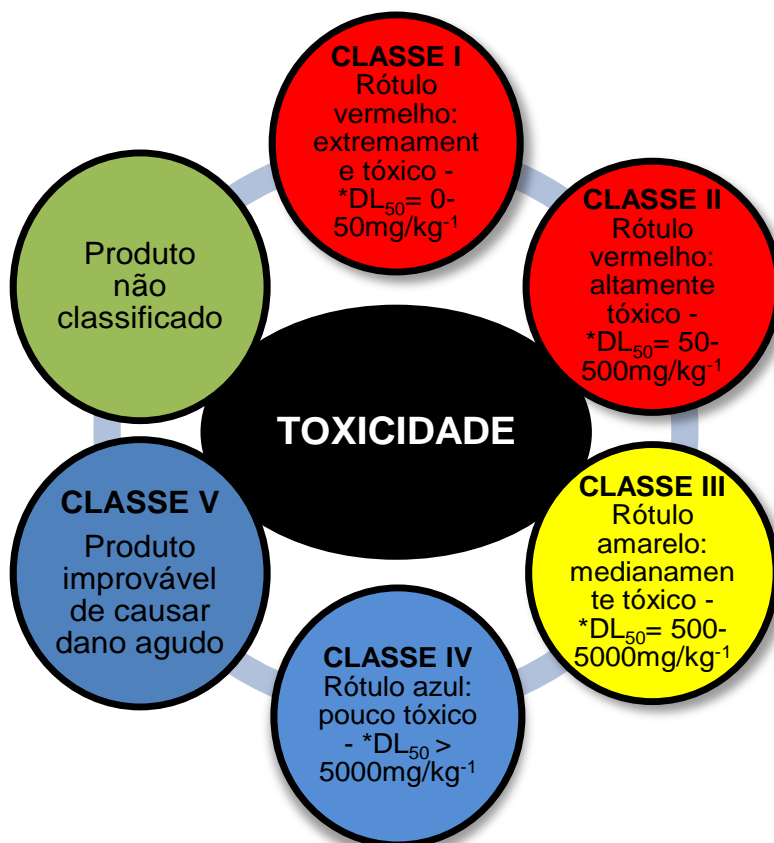 CLASSE I
Rótulo
vermelho:
extremament
e tóxico -
*DL₅₀= 0-
50mg/kg⁻¹
CLASSE II
Rótulo
vermelho:
altamente
tóxico -
*DL₅₀= 50-
500mg/kg⁻¹
CLASSE III
Rótulo
amarelo:
medianamen
te tóxico -
*DL₅₀= 500-
5000mg/kg⁻¹
CLASSE IV
Rótulo azul:
pouco tóxico
- *DL₅₀ >
5000mg/kg⁻¹
CLASSE V
Produto
improvável
de causar
dano agudo
Produto
não
classificado
TOXICIDADE